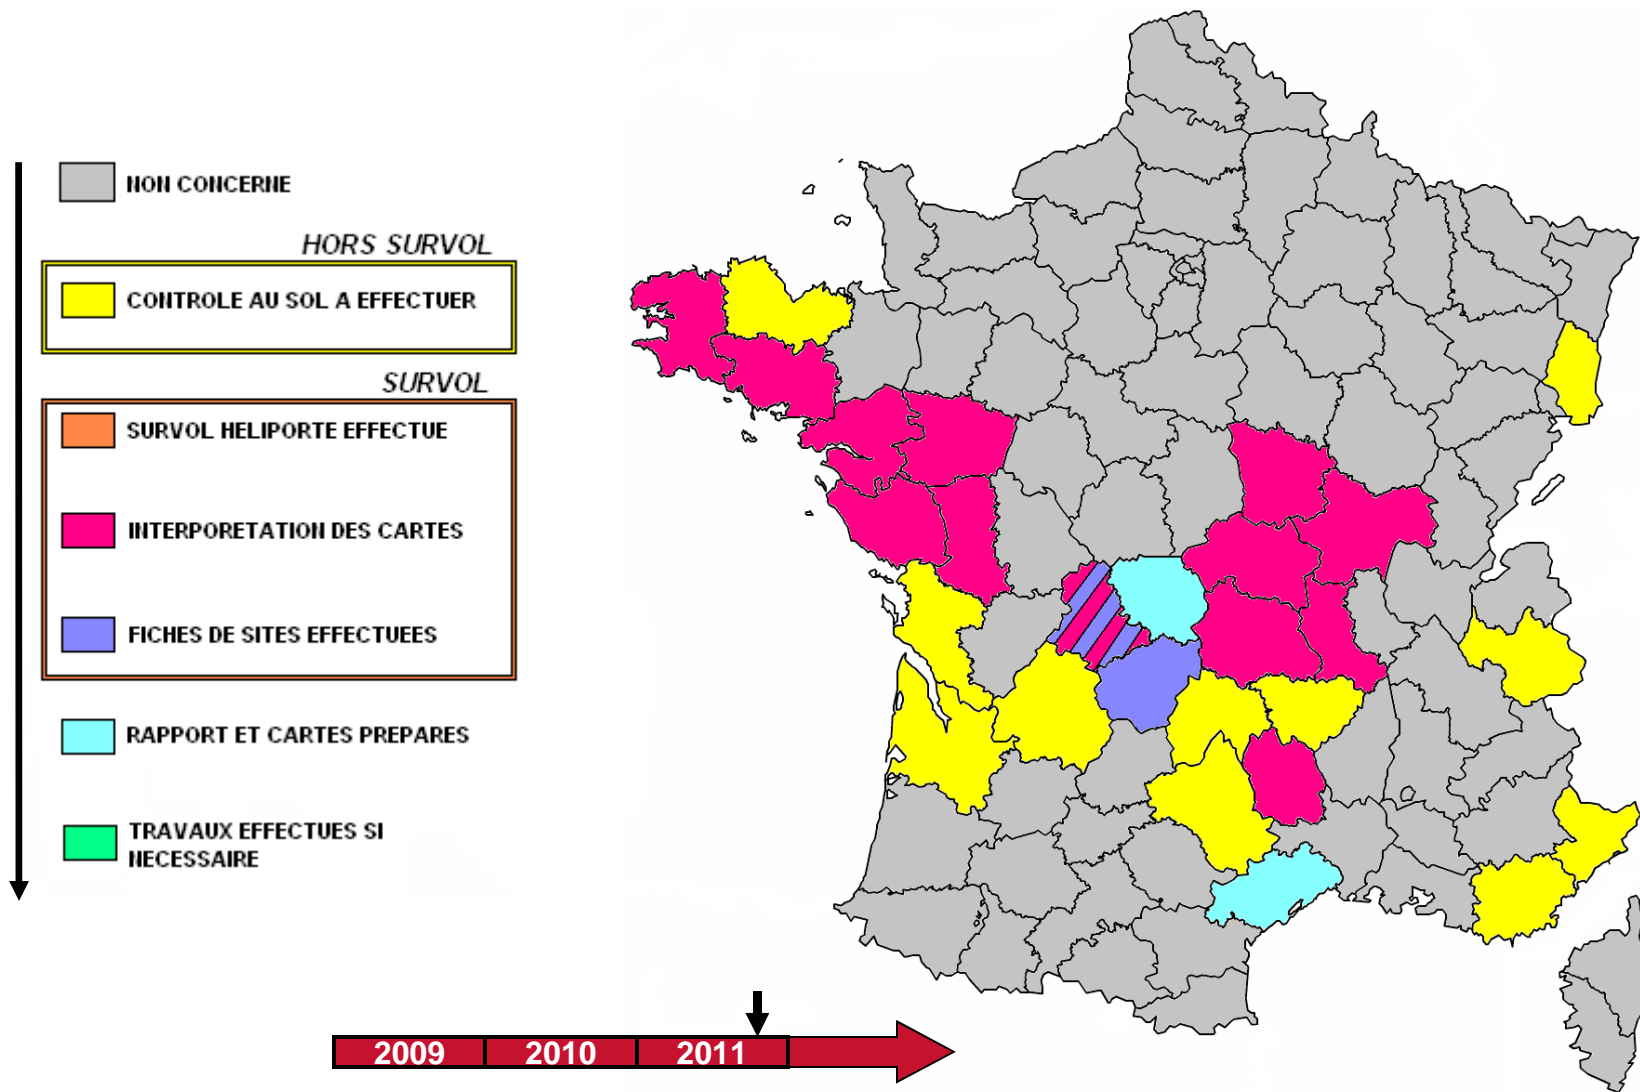 NON CONCERNE
HORS SURVOL
CONTROLE AU SOL A EFFECTUER
SURVOL
SURVOL HELIPORTE EFFECTUE
INTERPORETATION DES CARTES
FICHES DE SITES EFFECTUEES
RAPPORT ET CARTES PREPARES
TRAVAUX EFFECTUES SI
NECESSAIRE
2009 2010 2011